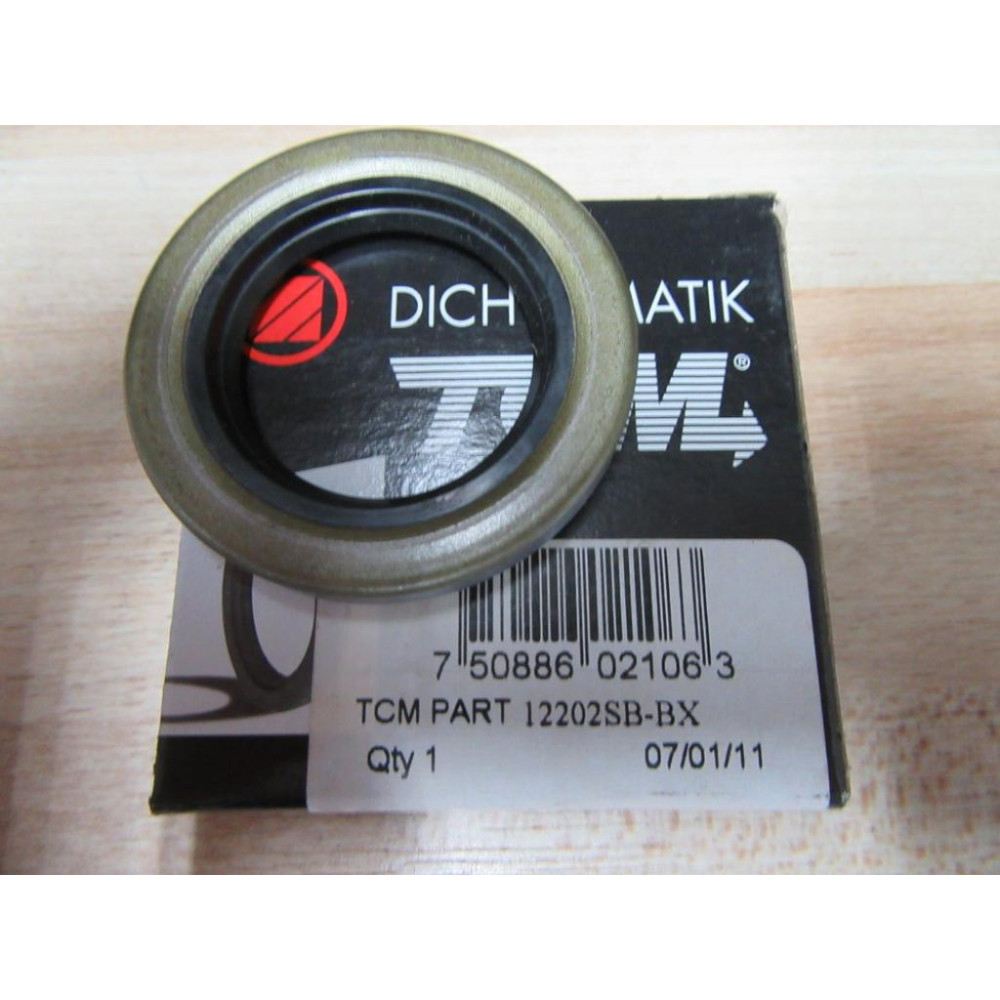 DICH MATIK
T M®
7 50886 02106 3
TCM PART 12202SB-BX
Qty 1 07/01/11